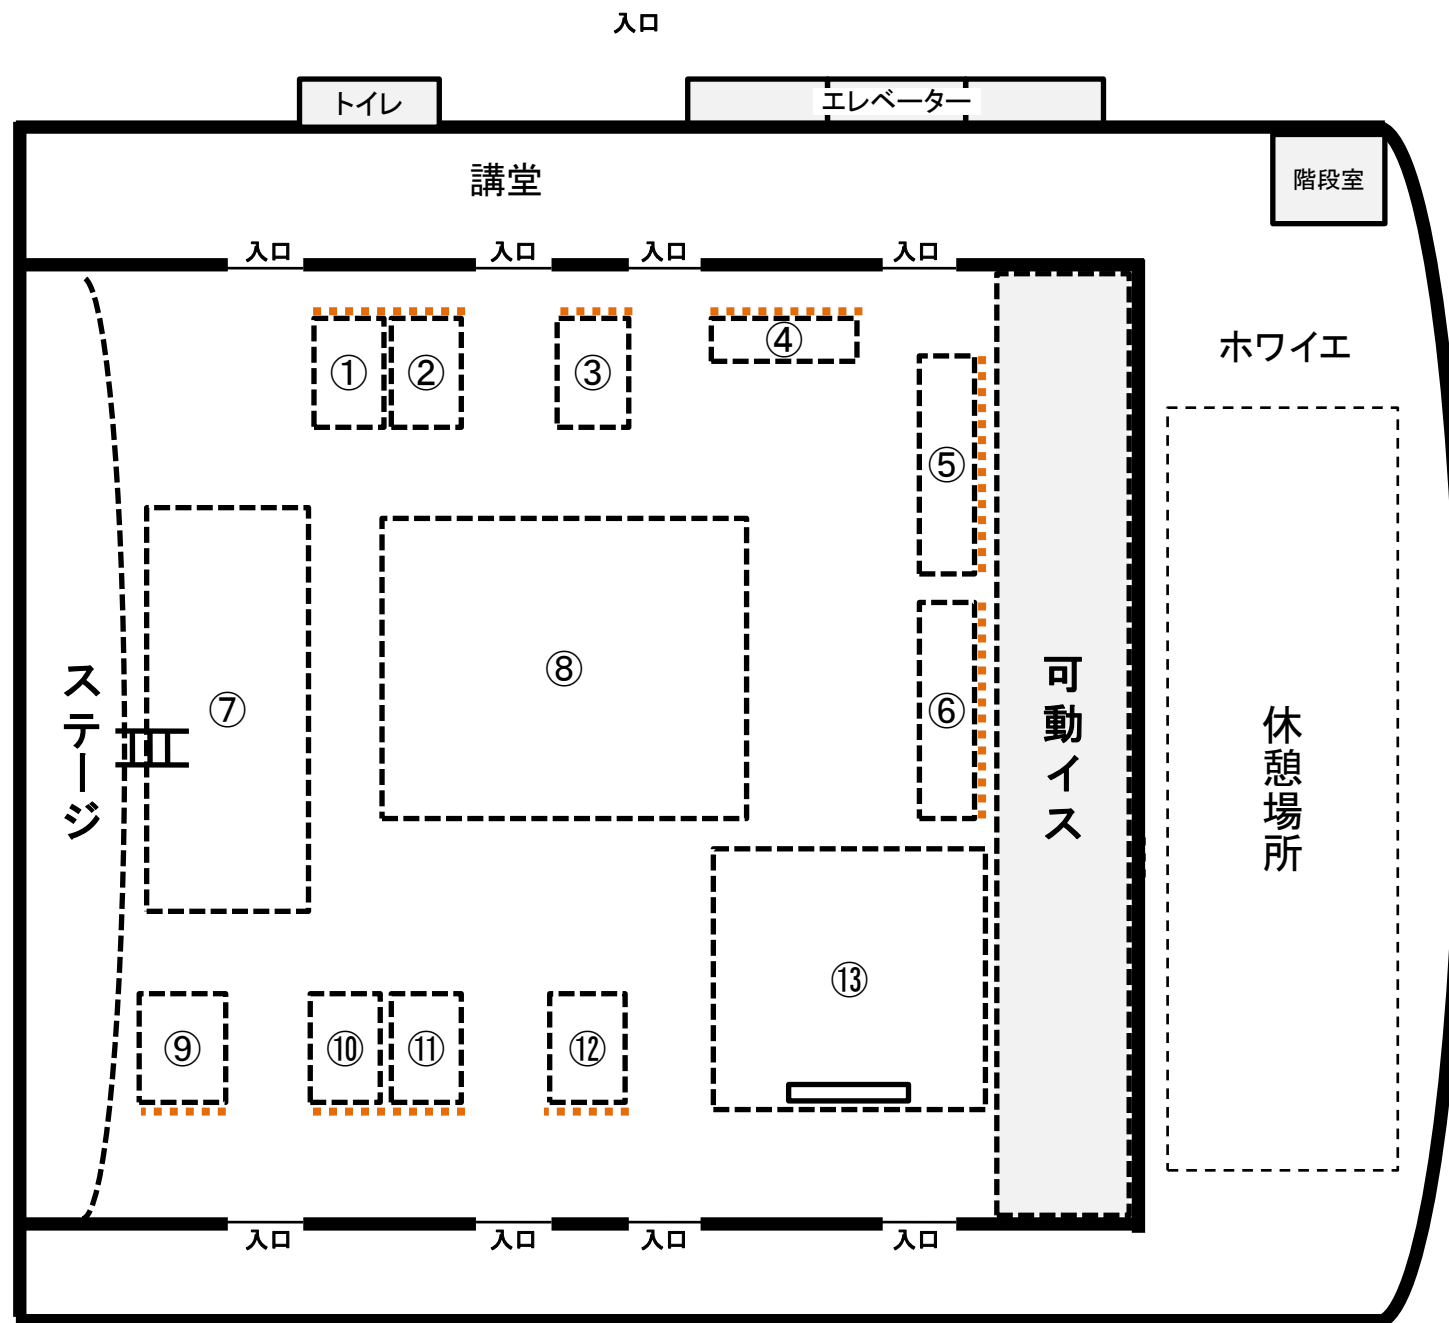 入口
トイレ
エレベーター
講堂
階段室
入口
入口
入口
入口
①
②
③
④
ホワイエ
⑤
⑥
⑦
⑧
ステージ
可動イス
休憩場所
⑨
⑩
⑪
⑫
⑬
入口
入口
入口
入口